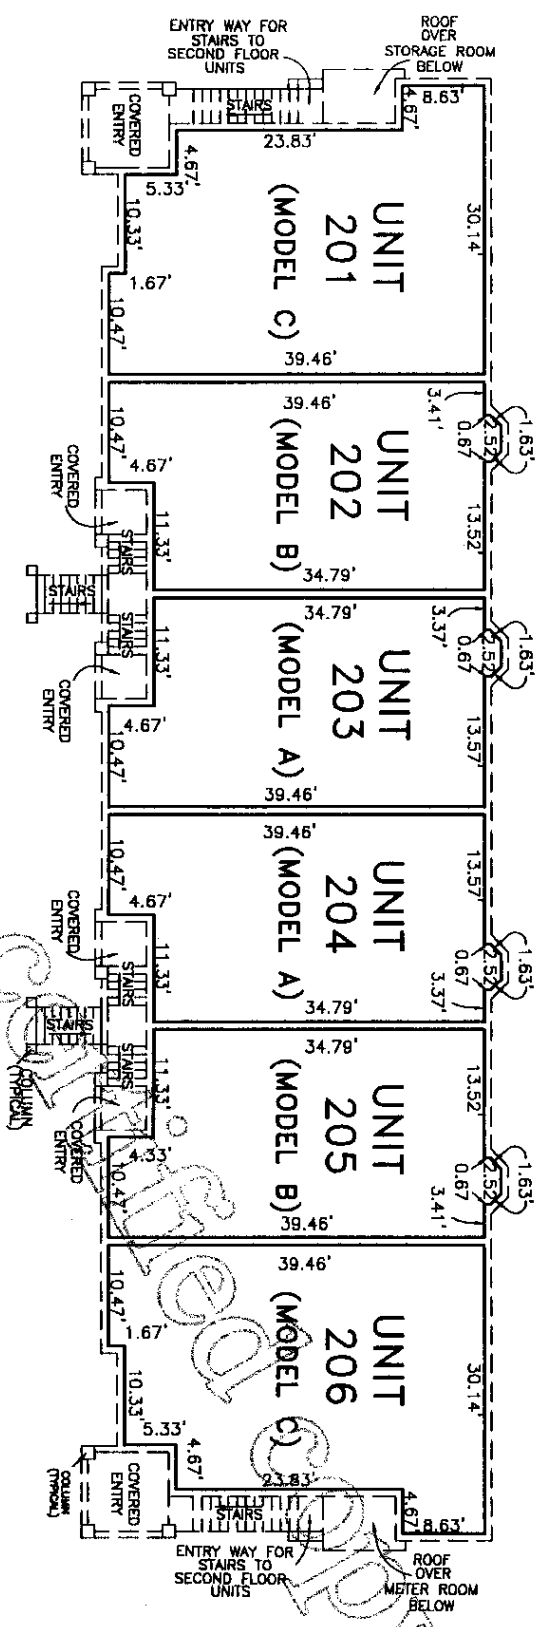 ENTRY WAY FOR
STAIRS TO
SECOND FLOOR
UNITS
ROOF
OVER
STORAGE ROOM
BELOW
COVERED
ENTRY
STAIRS
4.67'
8.63'
23.83'
4.67'
5.33'
10.33'
1.67'
10.47'
30.14'
UNIT
201
(MODEL C)
39.46'
39.46'
10.47'
4.67'
3.41'
0.67
2.52
1.63'
UNIT
202
(MODEL B)
13.52'
11.33'
34.79'
COVERED
ENTRY
STAIRS
STAIRS
STAIRS
34.79'
11.33'
3.37'
0.67
2.52
1.63'
UNIT
203
(MODEL A)
13.57'
COVERED
ENTRY
4.67'
10.47'
39.46'
39.46'
10.47'
4.67'
13.57'
UNIT
204
(MODEL A)
COVERED
ENTRY
STAIRS
11.33'
3.37'
0.67
2.52
1.63'
34.79'
STAIRS
COLUMN
(TYPICAL)
34.79'
STAIRS
11.33'
13.52'
UNIT
205
(MODEL B)
COVERED
ENTRY
4.33'
10.47'
0.67
2.52
1.63'
3.41'
39.46'
39.46'
10.47'
1.67'
10.33'
5.33'
4.67'
UNIT
206
(MODEL C)
30.14'
23.83'
4.67'
8.63'
COLUMN
(TYPICAL)
COVERED
ENTRY
STAIRS
ENTRY WAY FOR
STAIRS TO
SECOND FLOOR
UNITS
ROOF
OVER
METER ROOM
BELOW